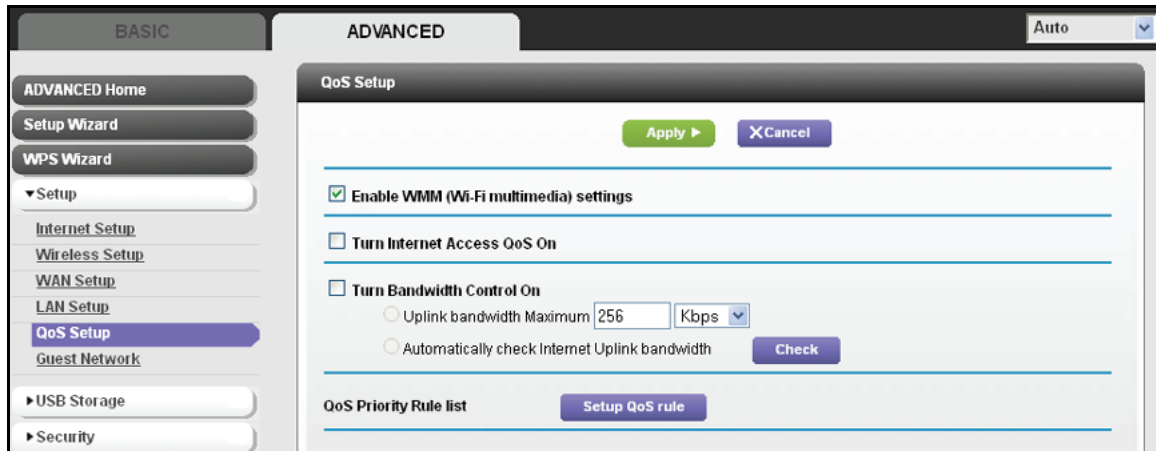 BASIC
ADVANCED
Auto
ADVANCED Home
Setup Wizard
WPS Wizard
▼Setup
Internet Setup
Wireless Setup
WAN Setup
LAN Setup
QoS Setup
Guest Network
▶USB Storage
▶Security
QoS Setup
Apply ▶
XCancel
Enable WMM (Wi-Fi multimedia) settings
Turn Internet Access QoS On
Turn Bandwidth Control On
Uplink bandwidth Maximum 256 Kbps
Automatically check Internet Uplink bandwidth Check
QoS Priority Rule list Setup QoS rule